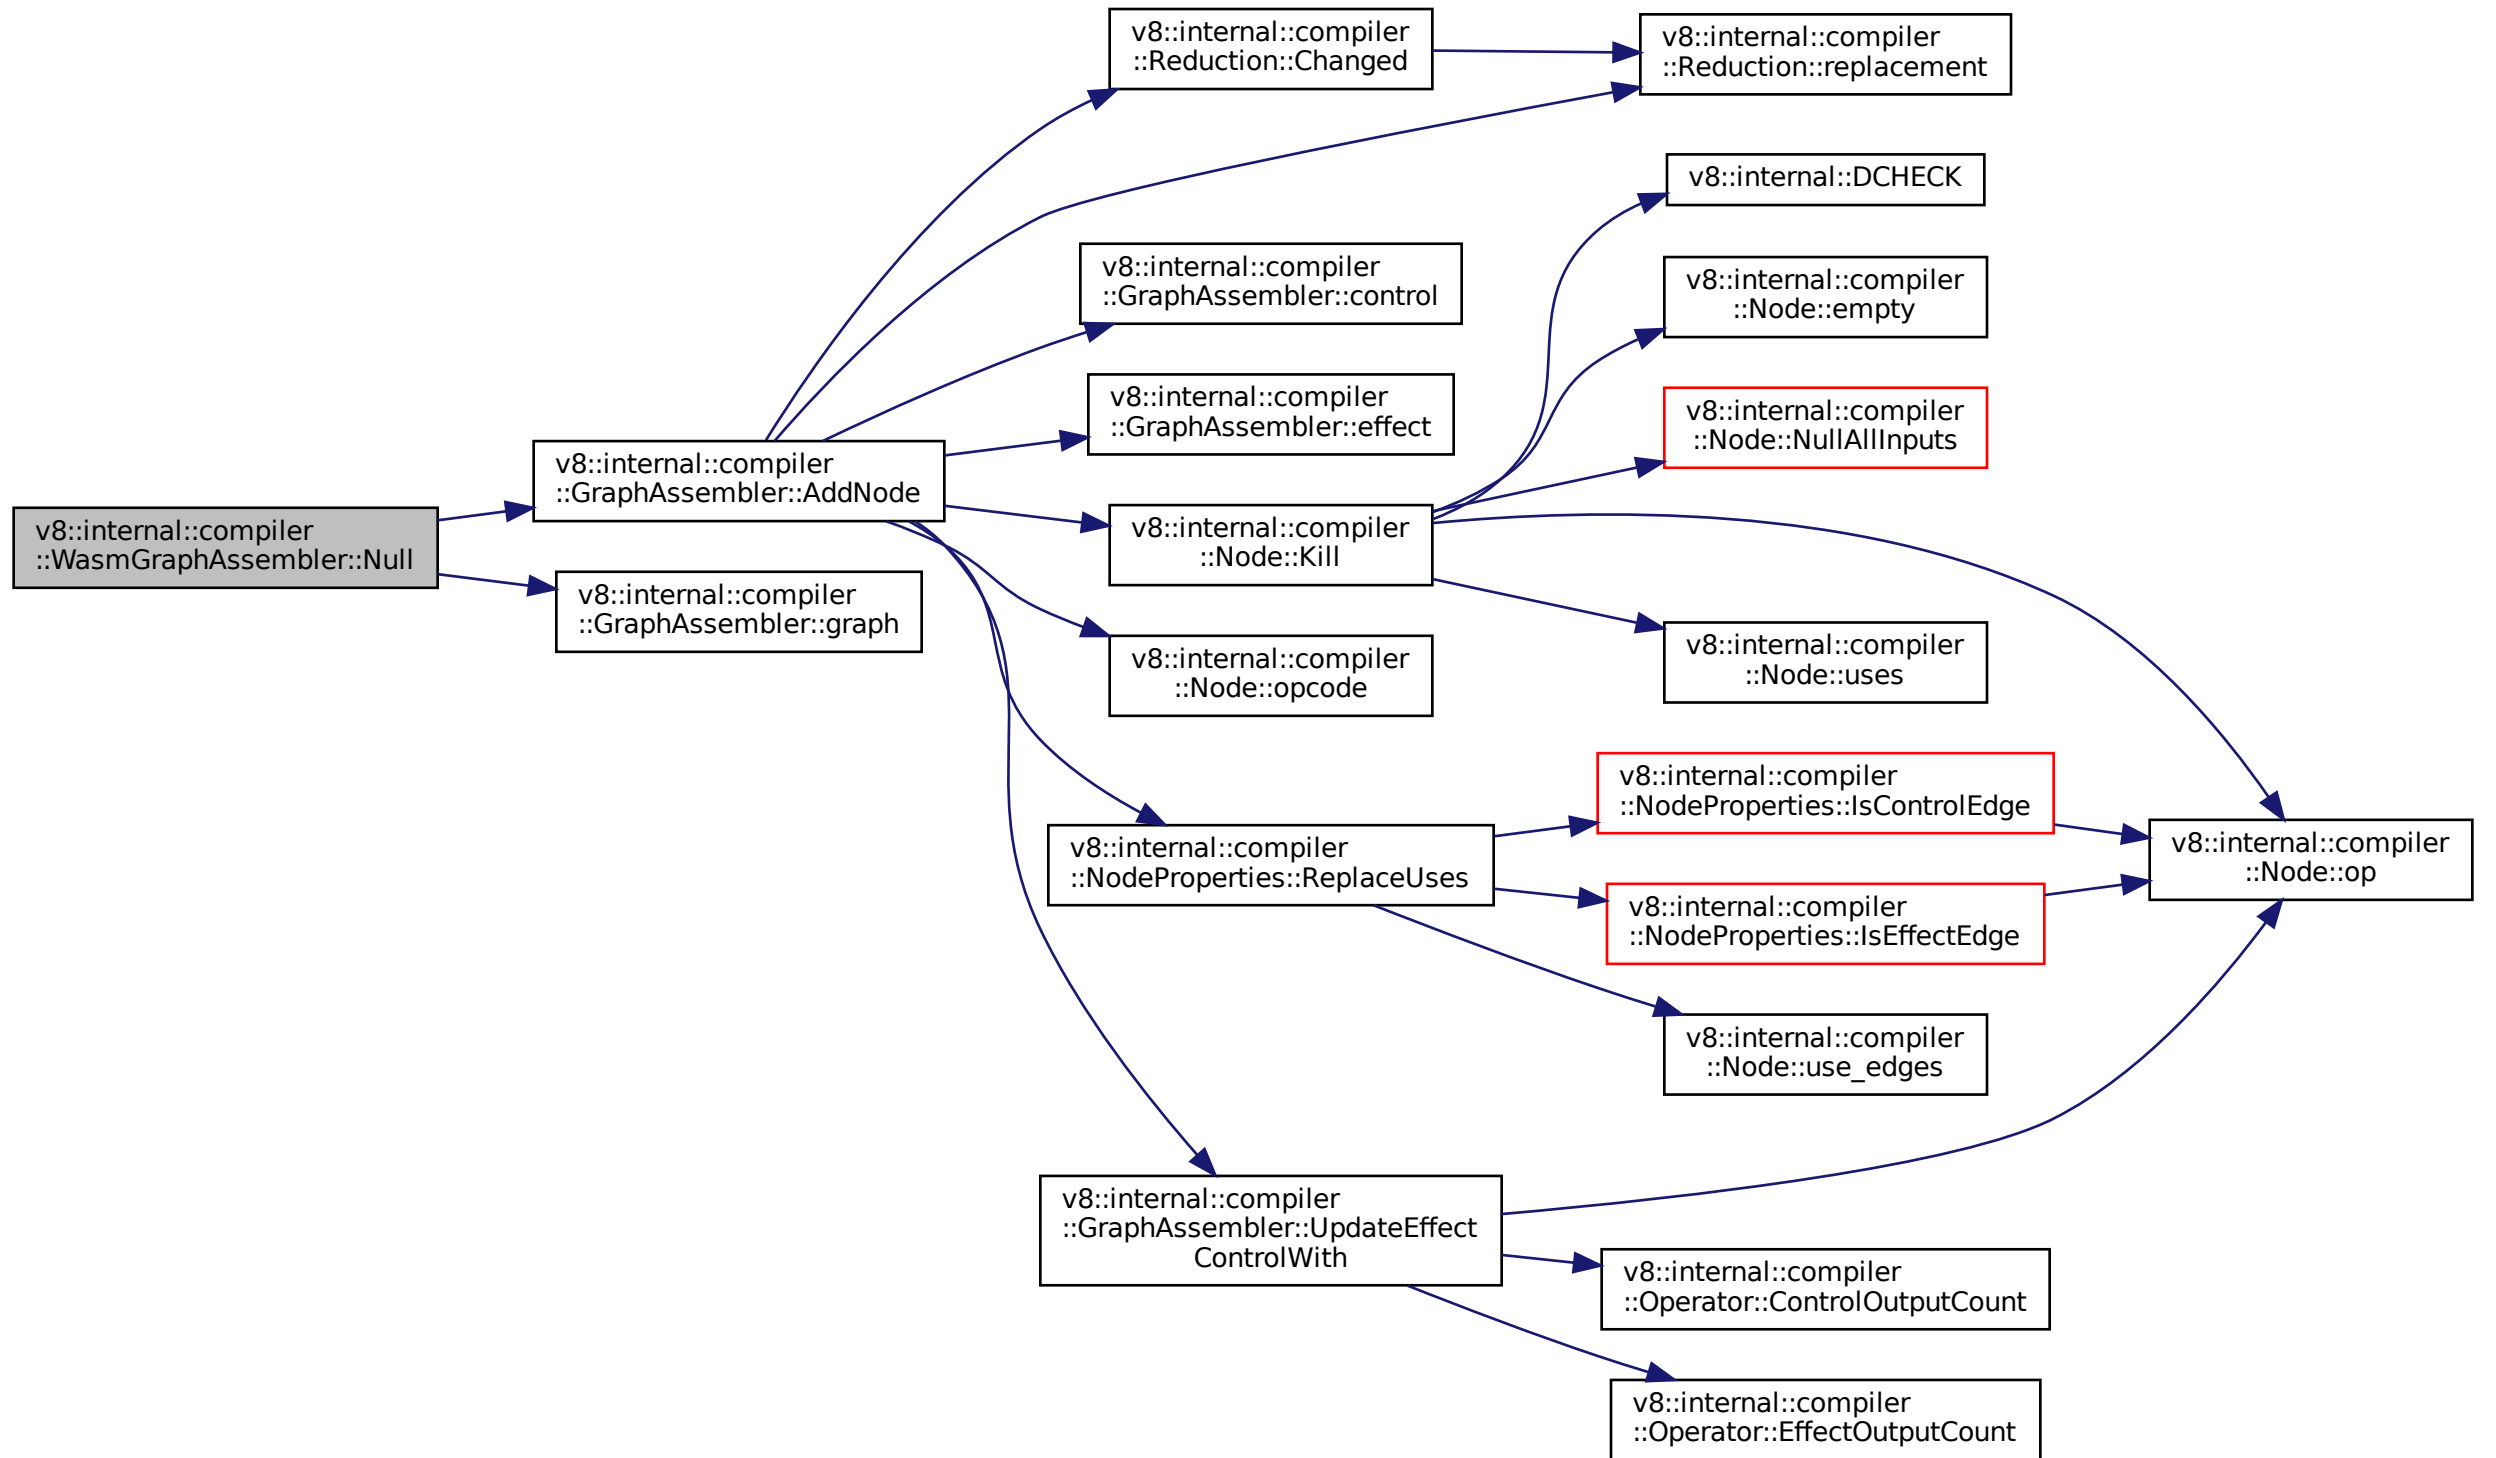 v8::internal::compiler
::WasmGraphAssembler::Null
v8::internal::compiler
::GraphAssembler::AddNode
v8::internal::compiler
::GraphAssembler::graph
v8::internal::compiler
::Reduction::Changed
v8::internal::compiler
::GraphAssembler::control
v8::internal::compiler
::GraphAssembler::effect
v8::internal::compiler
::Node::Kill
v8::internal::compiler
::Node::opcode
v8::internal::compiler
::NodeProperties::ReplaceUses
v8::internal::compiler
::GraphAssembler::UpdateEffect
ControlWith
v8::internal::compiler
::Reduction::replacement
v8::internal::DCHECK
v8::internal::compiler
::Node::empty
v8::internal::compiler
::Node::NullAllInputs
v8::internal::compiler
::Node::uses
v8::internal::compiler
::NodeProperties::IsControlEdge
v8::internal::compiler
::NodeProperties::IsEffectEdge
v8::internal::compiler
::Node::use_edges
v8::internal::compiler
::Operator::ControlOutputCount
v8::internal::compiler
::Operator::EffectOutputCount
v8::internal::compiler
::Node::op